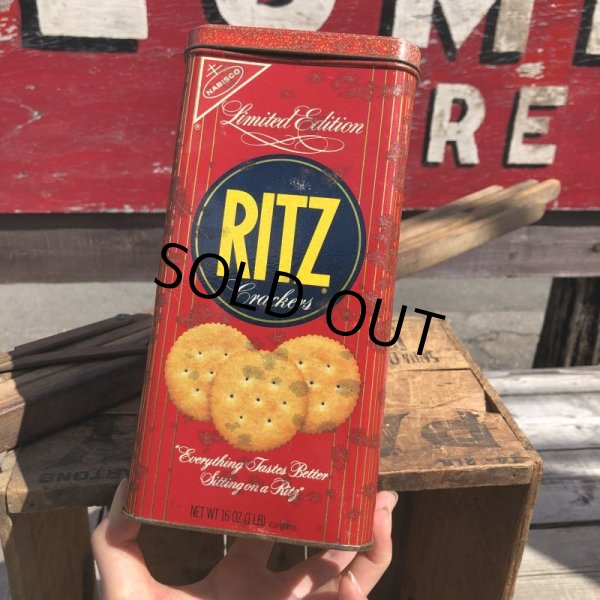 OME
RE
NABISCO
®
Limited Edition
RITZ®
Crackers
SOLD OUT
"Everything Tastes Better
Sitting on a Ritz"
NET WT 16 OZ (1 LB)